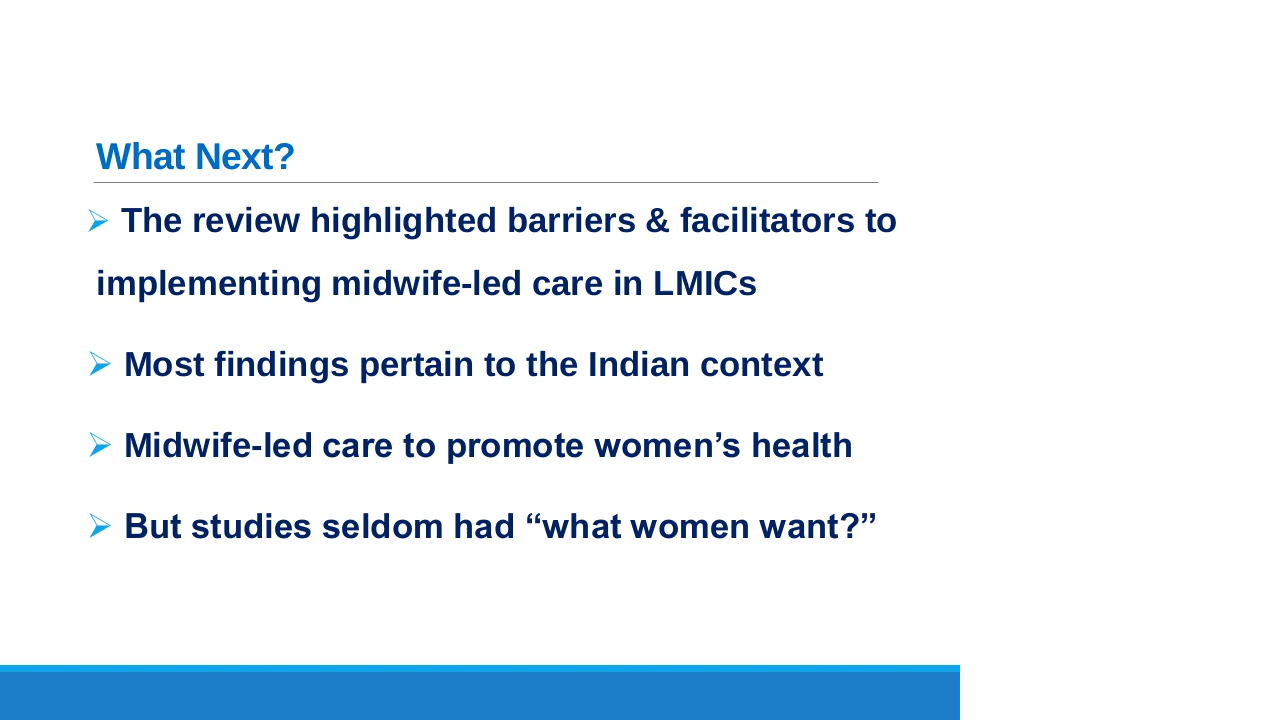 What Next?
➢ The review highlighted barriers & facilitators to
implementing midwife-led care in LMICs
➢ Most findings pertain to the Indian context
➢ Midwife-led care to promote women’s health
➢ But studies seldom had “what women want?”